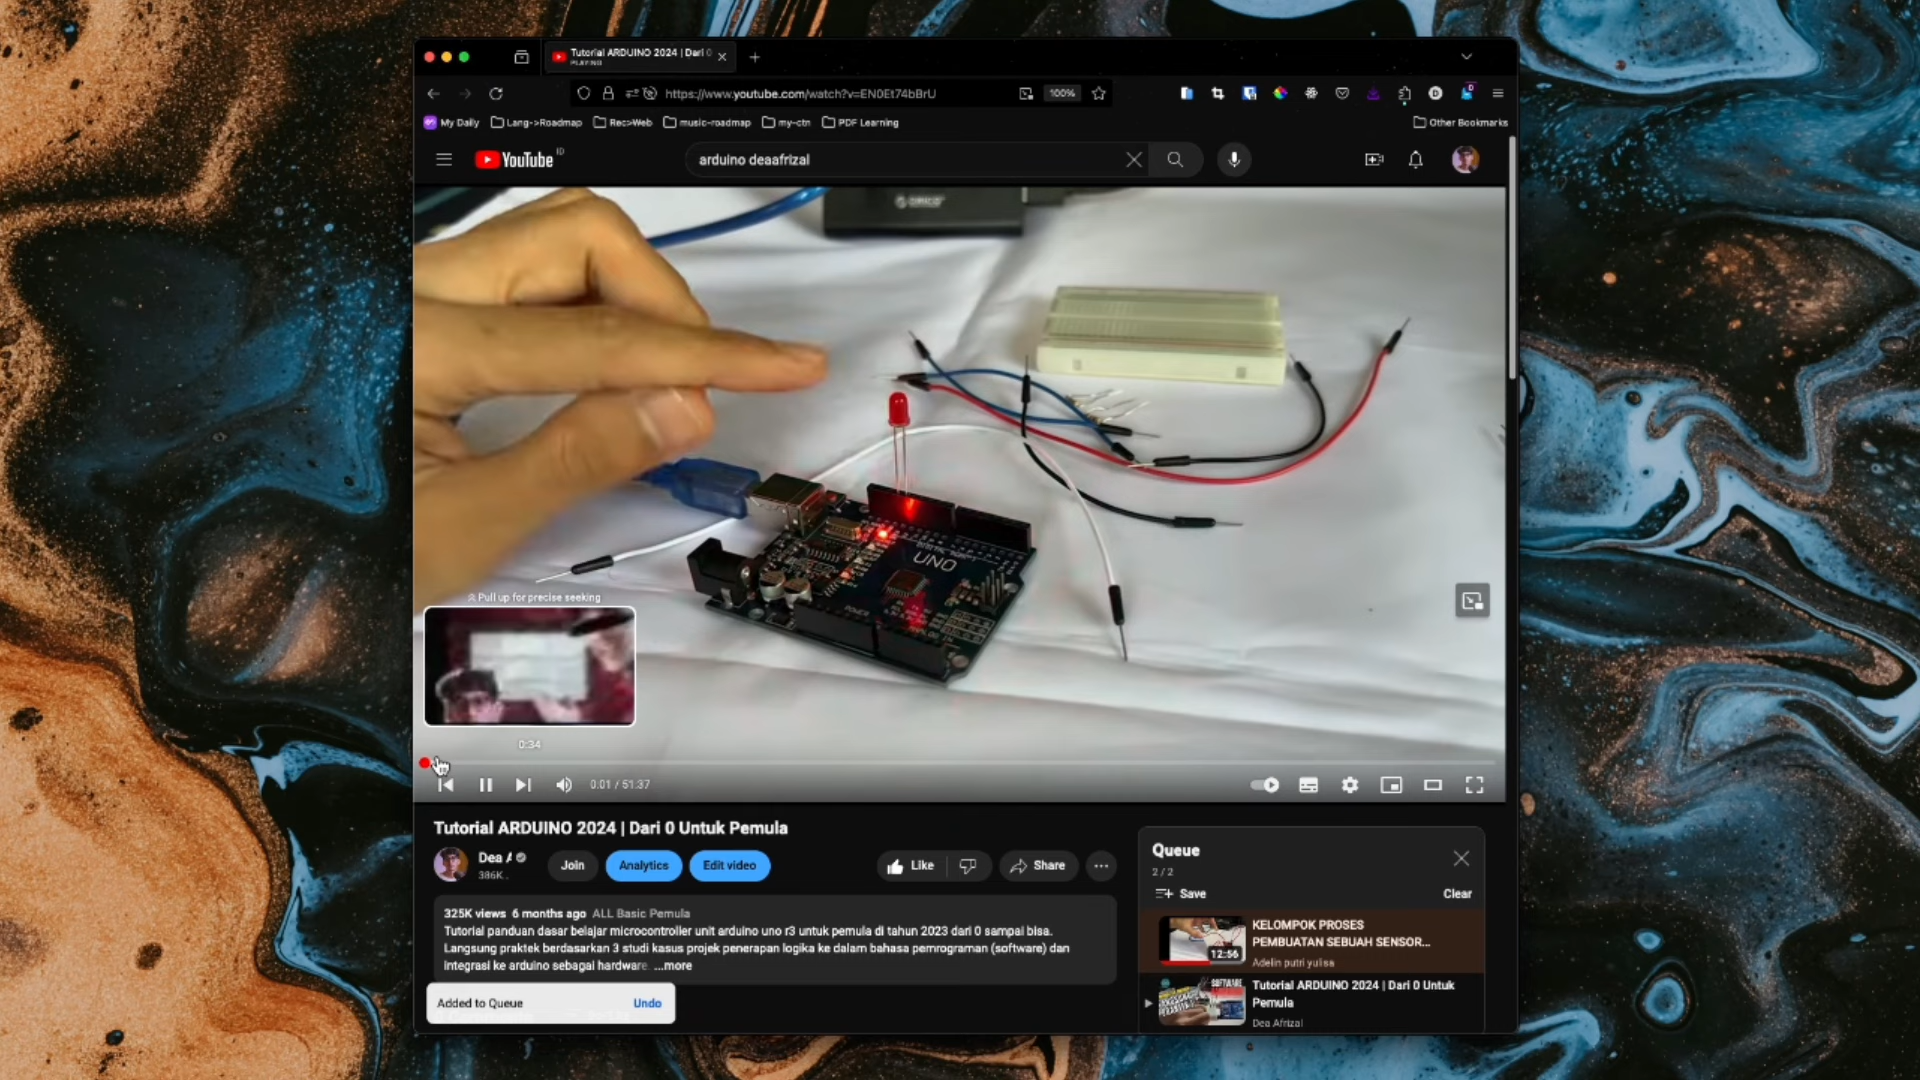 Tutorial ARDUINO 2024 | Dari 0
PLAYING
https://www.youtube.com/watch?v=EN0Et74bBrU
100%
My Daily
Lang->Roadmap
Rec>Web
music-roadmap
my-ctn
PDF Learning
Other Bookmarks
YouTube ID
arduino deaafrizal
ORICO
UNO
POWER
Pull up for precise seeking
0:34
0:01 / 51:37
Tutorial ARDUINO 2024 | Dari 0 Untuk Pemula
Dea A
386K
Join
Analytics
Edit video
Like
Share
325K views 6 months ago ALL Basic Pemula
Tutorial panduan dasar belajar microcontroller unit arduino uno r3 untuk pemula di tahun 2023 dari 0 sampai bisa.
Langsung praktek berdasarkan 3 studi kasus projek penerapan logika ke dalam bahasa pemrograman (software) dan
integrasi ke arduino sebagai hardware. ...more
Added to Queue
Undo
Queue
2 / 2
Save
Clear
12:56
KELOMPOK PROSES
PEMBUATAN SEBUAH SENSOR...
Adelin putri yulisa
SOFTWARE
Tutorial ARDUINO 2024 | Dari 0 Untuk
Pemula
Dea Afrizal